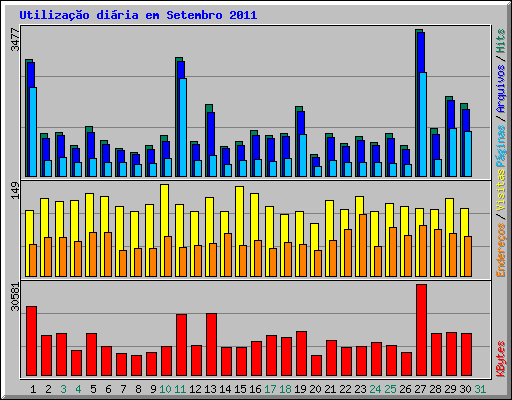 Utilização diária em Setembro 2011
3477
149
30581
Endereços / Visitas Páginas / Arquivos / Hits
KBytes
1 2 3 4 5 6 7 8 9 10 11 12 13 14 15 16 17 18 19 20 21 22 23 24 25 26 27 28 29 30 31